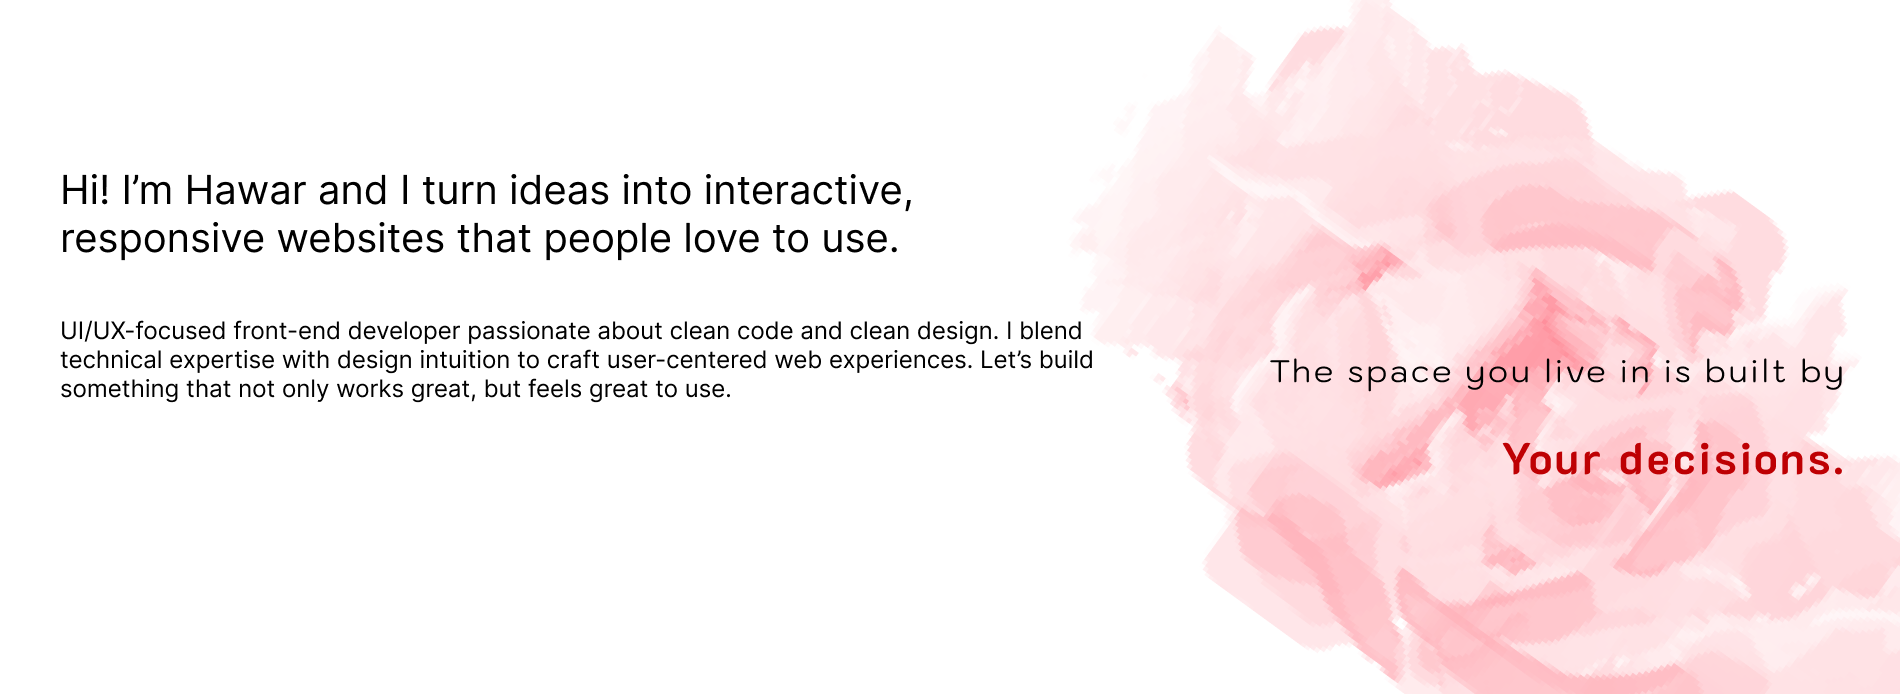 Hi! I’m Hawar and I turn ideas into interactive,
responsive websites that people love to use.
UI/UX-focused front-end developer passionate about clean code and clean design. I blend
technical expertise with design intuition to craft user-centered web experiences. Let’s build
something that not only works great, but feels great to use.
The space you live in is built by
Your decisions.